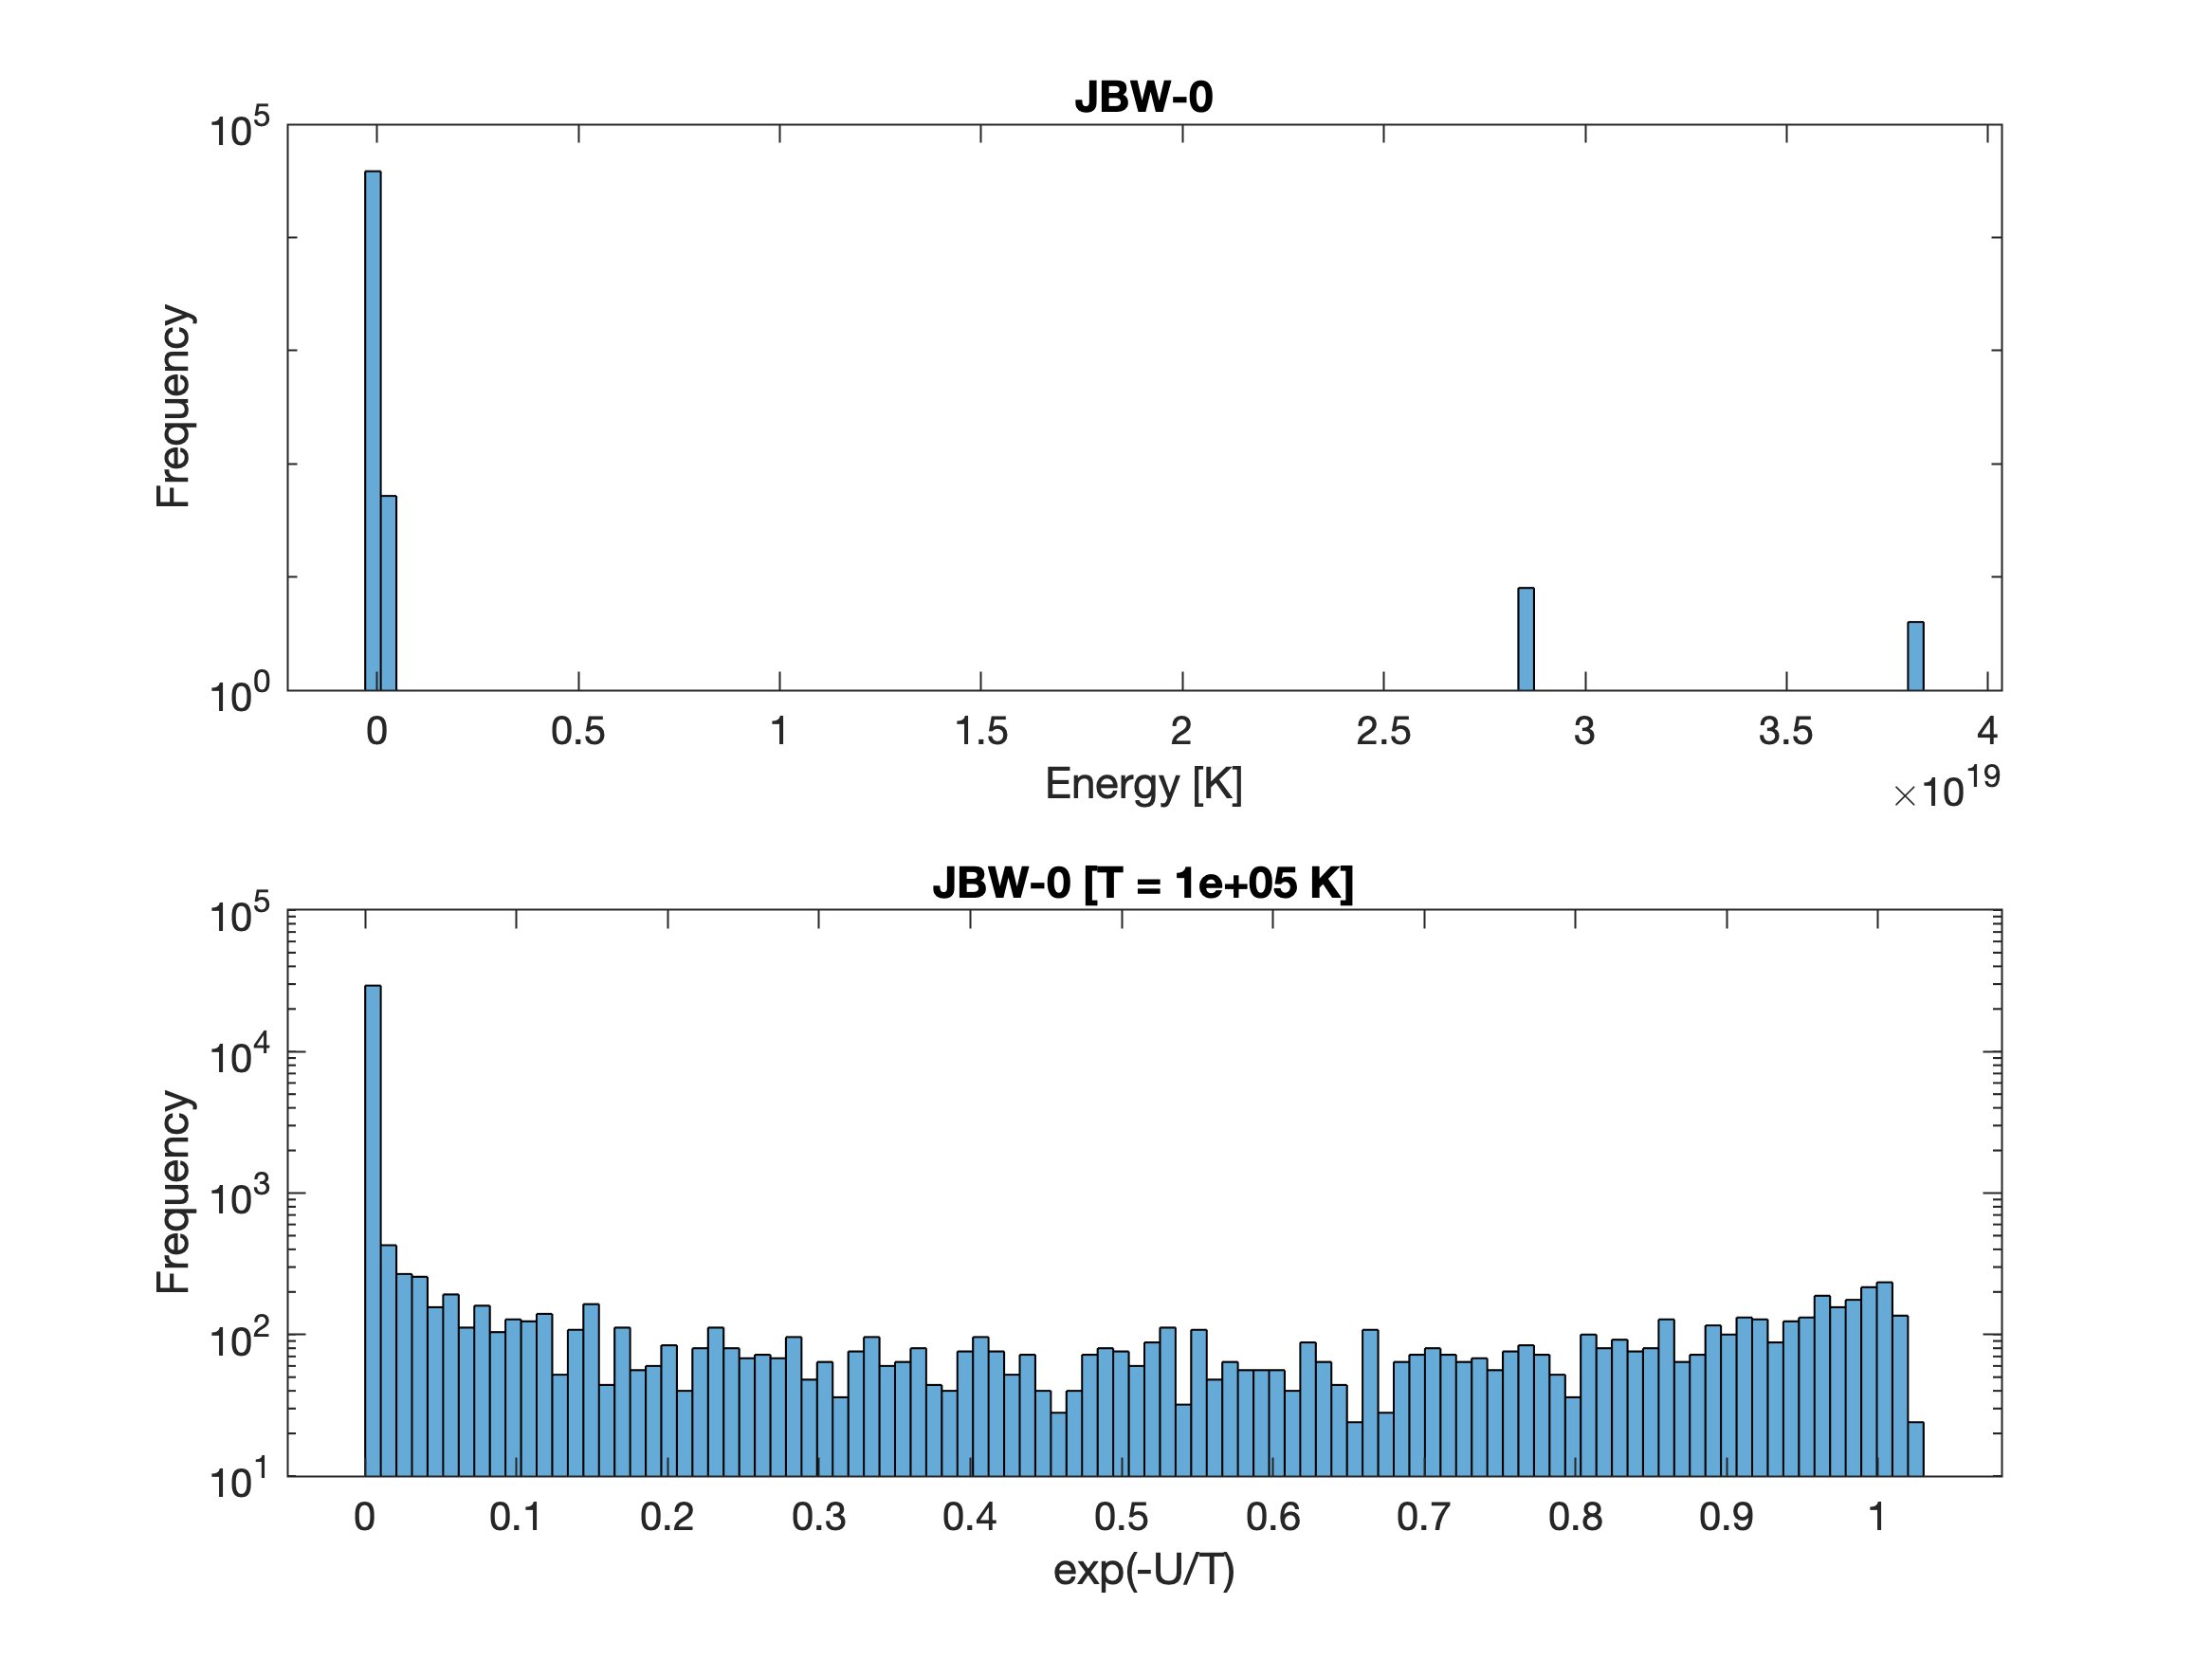 JBW-0
10^5
10^0
Frequency
0 0.5 1 1.5 2 2.5 3 3.5 4
Energy [K]
×10^19
JBW-0 [T = 1e+05 K]
10^5
10^4
10^3
10^2
10^1
Frequency
0 0.1 0.2 0.3 0.4 0.5 0.6 0.7 0.8 0.9 1
exp(-U/T)